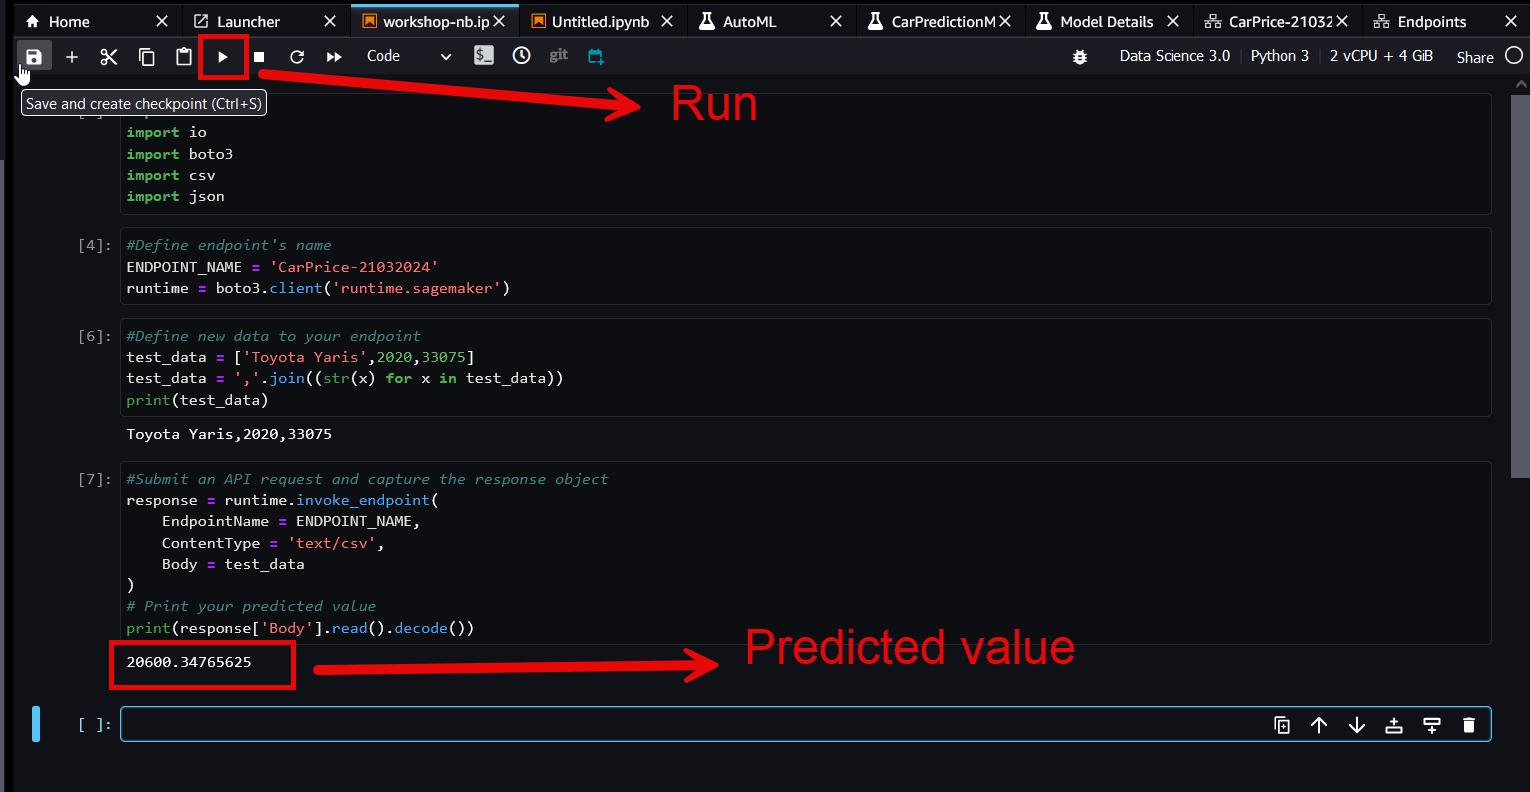 Home
Launcher
workshop-nb.ip
Untitled.ipynb
AutoML
CarPredictionM
Model Details
CarPrice-21032
Endpoints
Code
$_
git
Data Science 3.0
Python 3
2 vCPU + 4 GiB
Share
Save and create checkpoint (Ctrl+S)
Run
import io
import boto3
import csv
import json
[4]:
#Define endpoint's name
ENDPOINT_NAME = 'CarPrice-21032024'
runtime = boto3.client('runtime.sagemaker')
[6]:
#Define new data to your endpoint
test_data = ['Toyota Yaris',2020,33075]
test_data = ','.join((str(x) for x in test_data))
print(test_data)
Toyota Yaris,2020,33075
[7]:
#Submit an API request and capture the response object
response = runtime.invoke_endpoint(
    EndpointName = ENDPOINT_NAME,
    ContentType = 'text/csv',
    Body = test_data
)
# Print your predicted value
print(response['Body'].read().decode())
20600.34765625
Predicted value
[ ]: